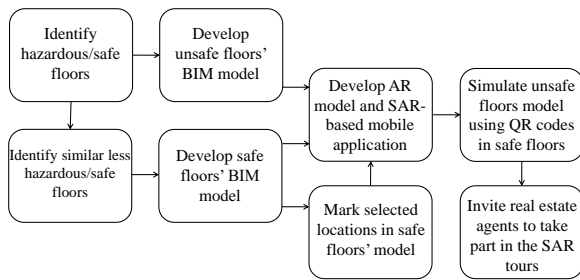 Identify
hazardous/safe
floors
Develop
unsafe floors'
BIM model
Identify similar less
hazardous/safe
floors
Develop safe
floors' BIM
model
Develop AR
model and SAR-
based mobile
application
Mark selected
locations in safe
floors' model
Simulate unsafe
floors model
using QR codes
in safe floors
Invite real estate
agents to take
part in the SAR
tours